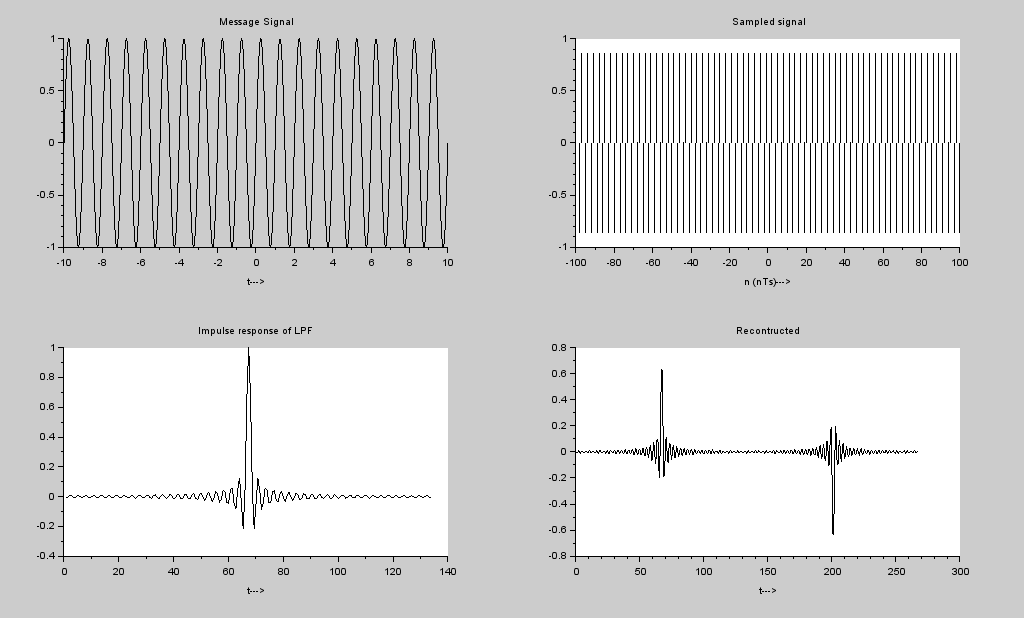 Message Signal
1
0.5
0
-0.5
-1
-10 -8 -6 -4 -2 0 2 4 6 8 10
t--->
Sampled signal
1
0.5
0
-0.5
-1
-100 -80 -60 -40 -20 0 20 40 60 80 100
n (nTs)--->
Impulse response of LPF
1
0.8
0.6
0.4
0.2
0
-0.2
-0.4
0 20 40 60 80 100 120 140
t--->
Recontructed
0.8
0.6
0.4
0.2
0
-0.2
-0.4
-0.6
-0.8
0 50 100 150 200 250 300
t--->